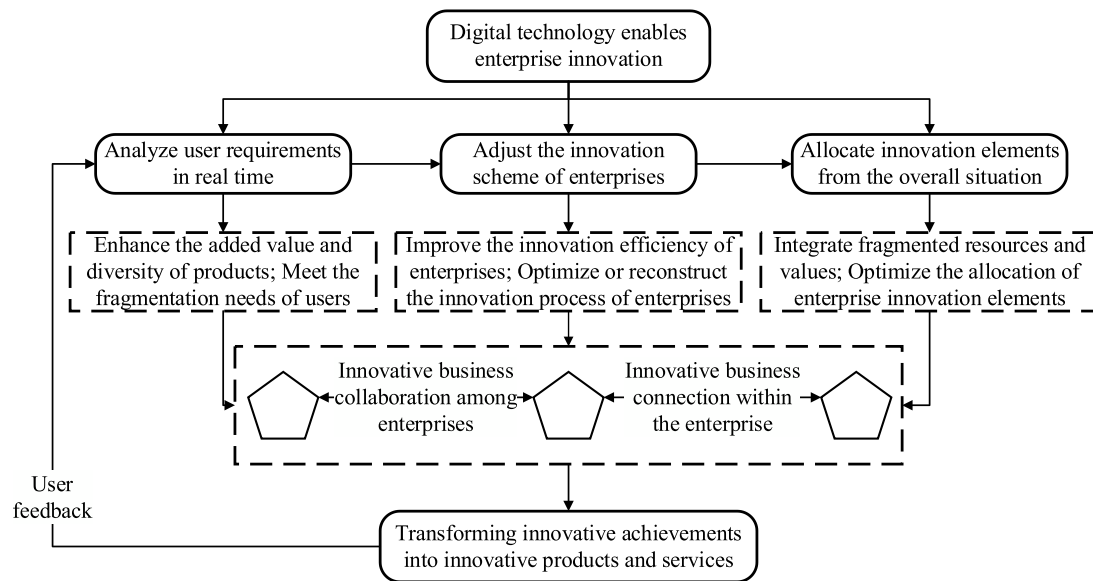 Digital technology enables
enterprise innovation
Analyze user requirements
in real time
Adjust the innovation
scheme of enterprises
Allocate innovation elements
from the overall situation
Enhance the added value and
diversity of products; Meet the
fragmentation needs of users
Improve the innovation efficiency of
enterprises; Optimize or reconstruct
the innovation process of enterprises
Integrate fragmented resources and
values; Optimize the allocation of
enterprise innovation elements
Innovative business
collaboration among
enterprises
Innovative business
connection within
the enterprise
User
feedback
Transforming innovative achievements
into innovative products and services